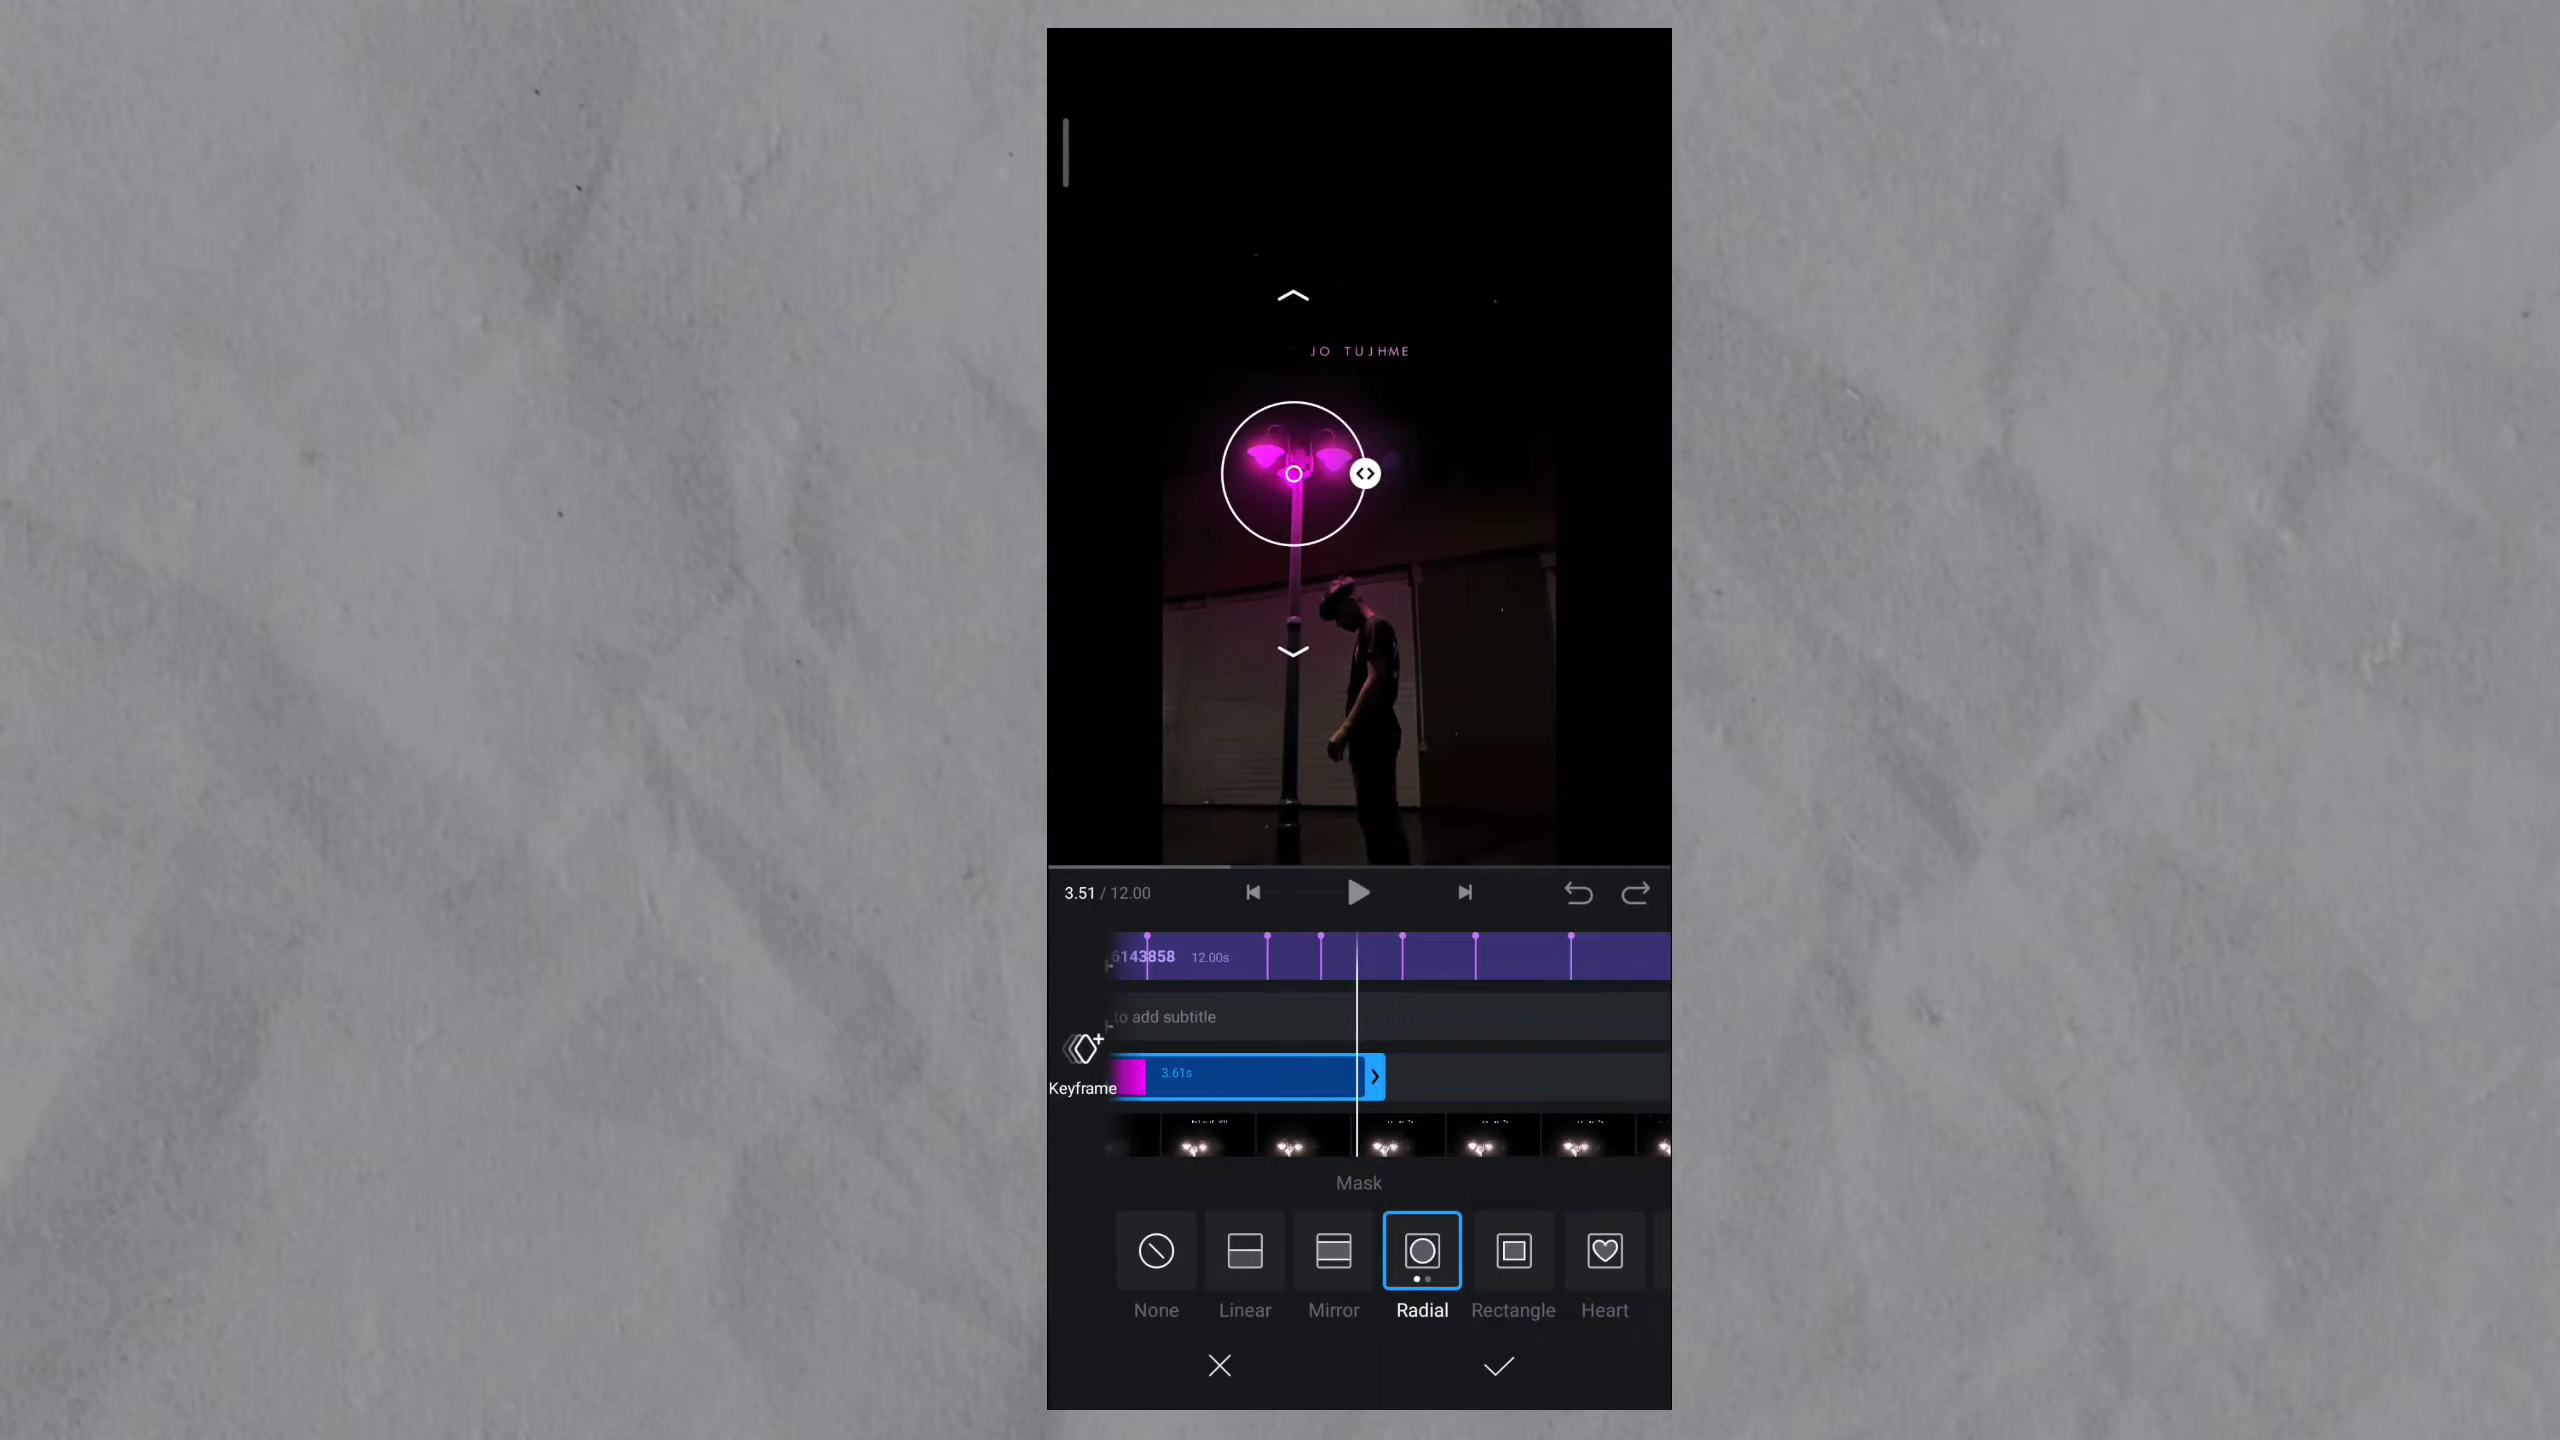 JO TUJHME
3.51 / 12.00
6143858 12.00s
to add subtitle
3.61s
Keyframe
Mask
None Linear Mirror Radial Rectangle Heart